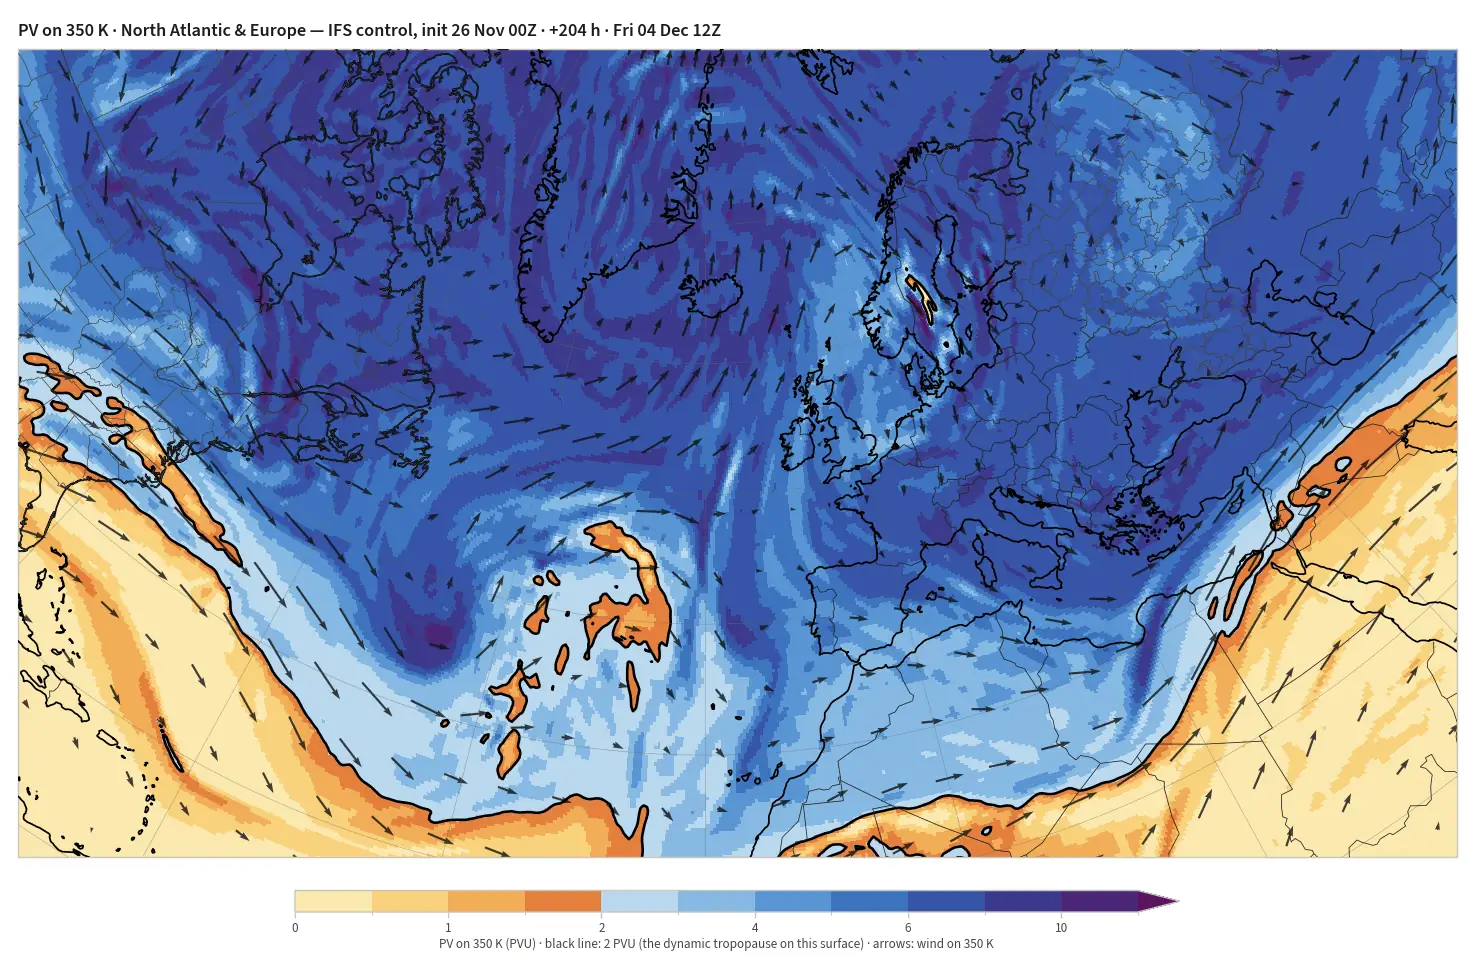 PV on 350 K · North Atlantic & Europe — IFS control, init 26 Nov 00Z · +204 h · Fri 04 Dec 12Z
0 1 2 4 6 10
PV on 350 K (PVU) · black line: 2 PVU (the dynamic tropopause on this surface) · arrows: wind on 350 K